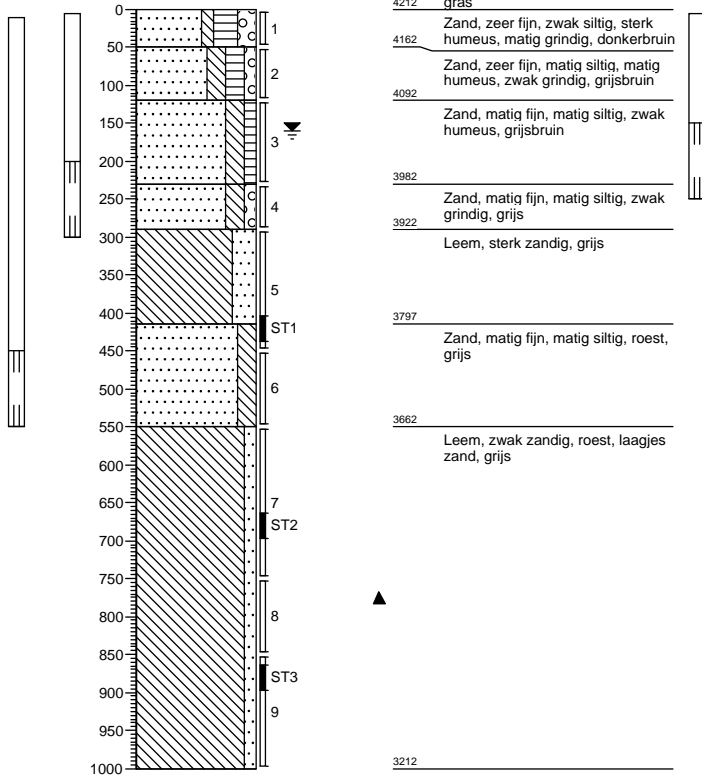 0
50
100
150
200
250
300
350
400
450
500
550
600
650
700
750
800
850
900
950
1000
1
2
3
4
5
ST1
6
7
ST2
8
ST3
9
4212 gras
Zand, zeer fijn, zwak siltig, sterk
4162 humeus, matig grindig, donkerbruin
Zand, zeer fijn, matig siltig, matig
humeus, zwak grindig, grijsbruin
4092
Zand, matig fijn, matig siltig, zwak
humeus, grijsbruin
3982
Zand, matig fijn, matig siltig, zwak
grindig, grijs
3922
Leem, sterk zandig, grijs
3797
Zand, matig fijn, matig siltig, roest,
grijs
3662
Leem, zwak zandig, roest, laagjes
zand, grijs
3212